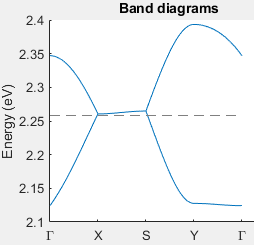 Band diagrams
Energy (eV)
2.4
2.35
2.3
2.25
2.2
2.15
2.1
Γ X S Y Γ